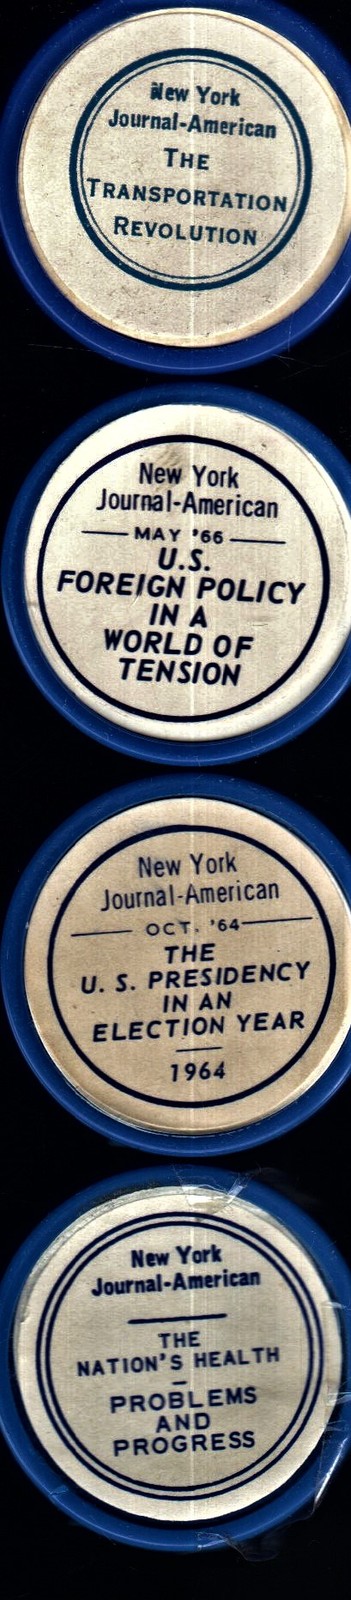 New York
Journal-American
THE
TRANSPORTATION
REVOLUTION
New York
Journal-American
MAY '66
U.S.
FOREIGN POLICY
IN A
WORLD OF
TENSION
New York
Journal-American
OCT. '64
THE
U. S. PRESIDENCY
IN AN
ELECTION YEAR
1964
New York
Journal-American
THE
NATION'S HEALTH
PROBLEMS
AND
PROGRESS